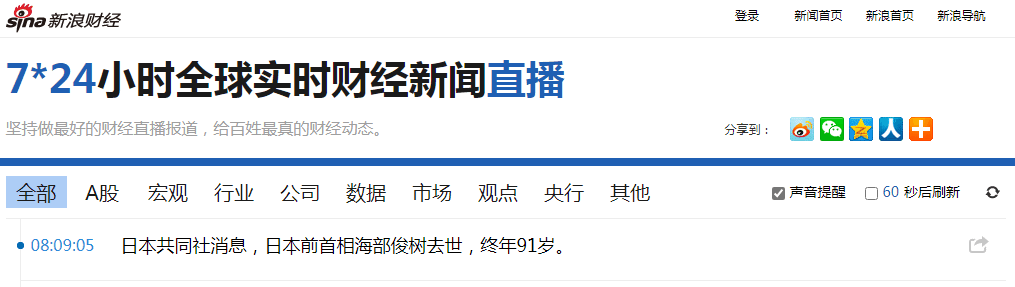 sina 新浪财经 登录 新闻首页 新浪首页 新浪导航
7*24小时全球实时财经新闻直播
坚持做最好的财经直播报道，给百姓最真的财经动态。 分享到：
全部 A股 宏观 行业 公司 数据 市场 观点 央行 其他 声音提醒 60 秒后刷新
08:09:05 日本共同社消息，日本前首相海部俊树去世，终年91岁。